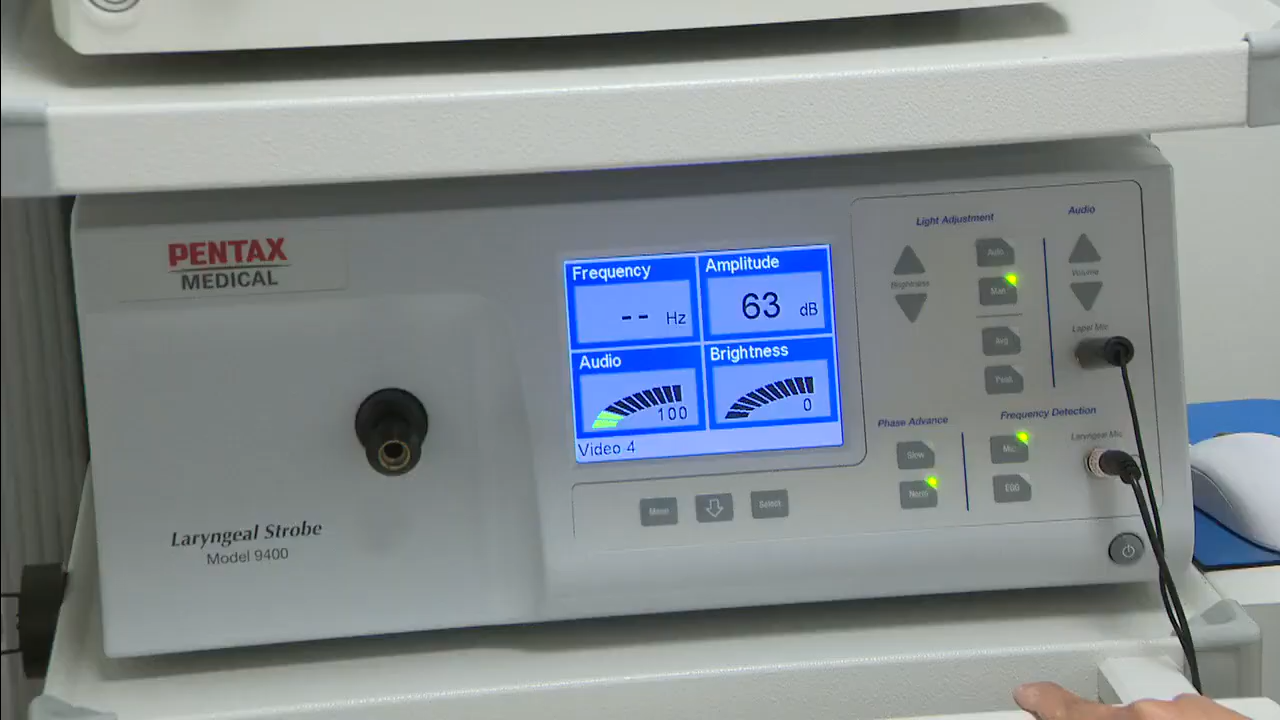 PENTAX
MEDICAL
Laryngeal Strobe
Model 9400
Frequency
-- Hz
Amplitude
63 dB
Audio
100
Brightness
0
Video 4
Menu
Select
Light Adjustment
Brightness
Auto
Man
Avg
Peak
Audio
Volume
Lapel Mic
Phase Advance
Slow
Norm
Frequency Detection
Mic
EGG
Laryngeal Mic